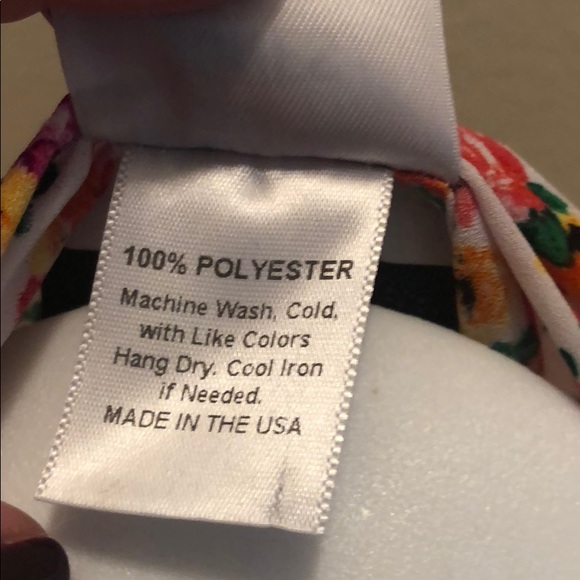 100% POLYESTER
Machine Wash, Cold,
with Like Colors
Hang Dry. Cool Iron
if Needed.
MADE IN THE USA